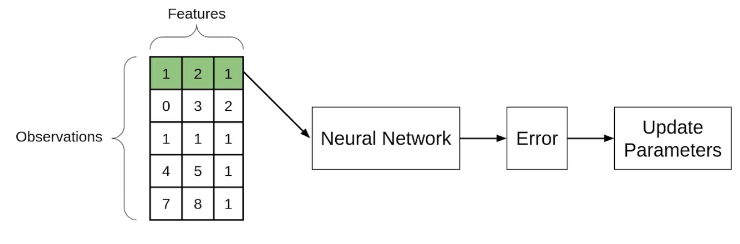 Features
1 2 1
0 3 2
Observations
1 1 1
4 5 1
7 8 1
Neural Network
Error
Update
Parameters